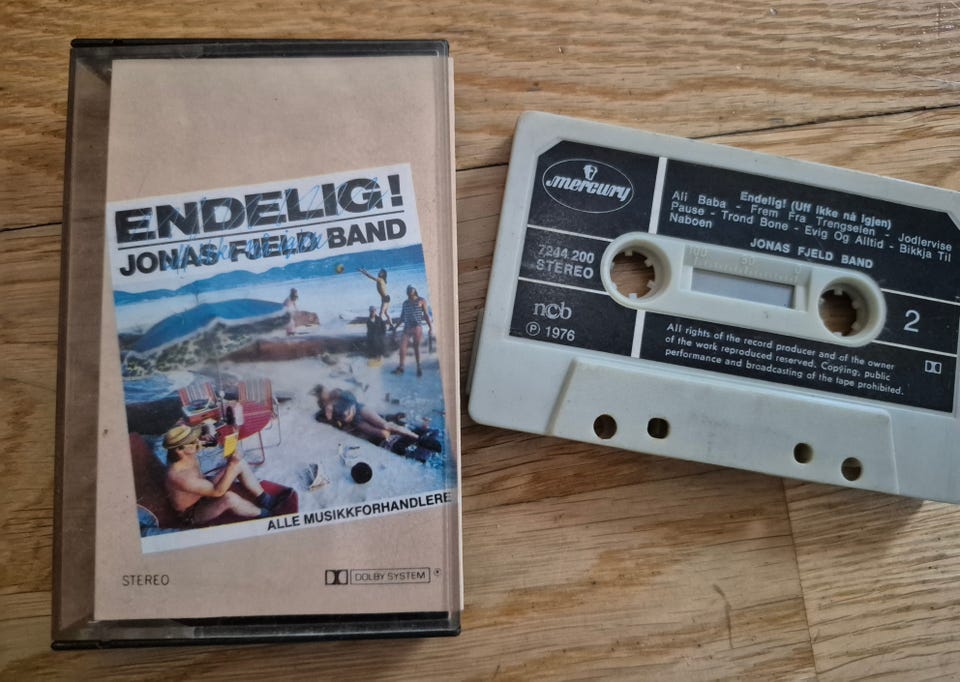 ENDELIG!
JONAS FJELD BAND
ALLE MUSIKKFORHANDLERE
STEREO
DOLBY SYSTEM
mercury
7244 200
STEREO
ncb
Ⓟ 1976
Endelig! (Uff ikke nå igjen)
Ali Baba - Frem Fra Trengselen - Jodlervise
Pause - Trond Bone - Evig Og Alltid - Bikkja Til
Naboen
JONAS FJELD BAND
100 50
2
All rights of the record producer and of the owner
of the work reproduced reserved. Copying, public
performance and broadcasting of the tape prohibited.